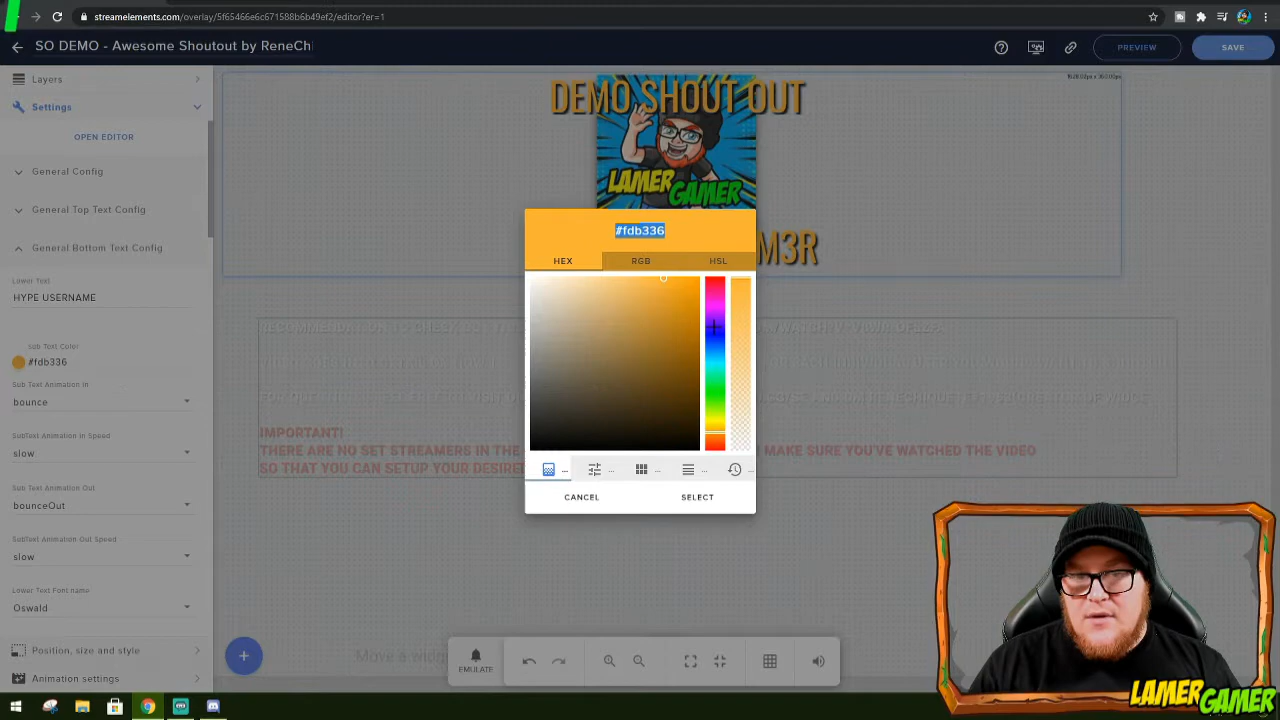 streamelements.com/overlay/5f65466e6c671588b6b49ef2/editor?er=1
SO DEMO - Awesome Shoutout by ReneChi
PREVIEW
SAVE
Layers
Settings
OPEN EDITOR
General Config
General Top Text Config
General Bottom Text Config
Lower Text
HYPE USERNAME
Sub Text Color
#fdb336
Sub Text Animation In
bounce
SubText Animation In Speed
slow
Sub Text Animation Out
bounceOut
SubText Animation Out Speed
slow
Lower Text Font name
Oswald
Position, size and style
Animation settings
DEMO SHOUT OUT
LAMER
GAMER
M3R
#fdb336
HEX
RGB
HSL
CANCEL
SELECT
IMPORTANT!
THERE ARE NO SET STREAMERS IN THE
MAKE SURE YOU'VE WATCHED THE VIDEO
SO THAT YOU CAN SETUP YOUR DESIRE
Move a widg
EMULATE
LAMER
GAMER